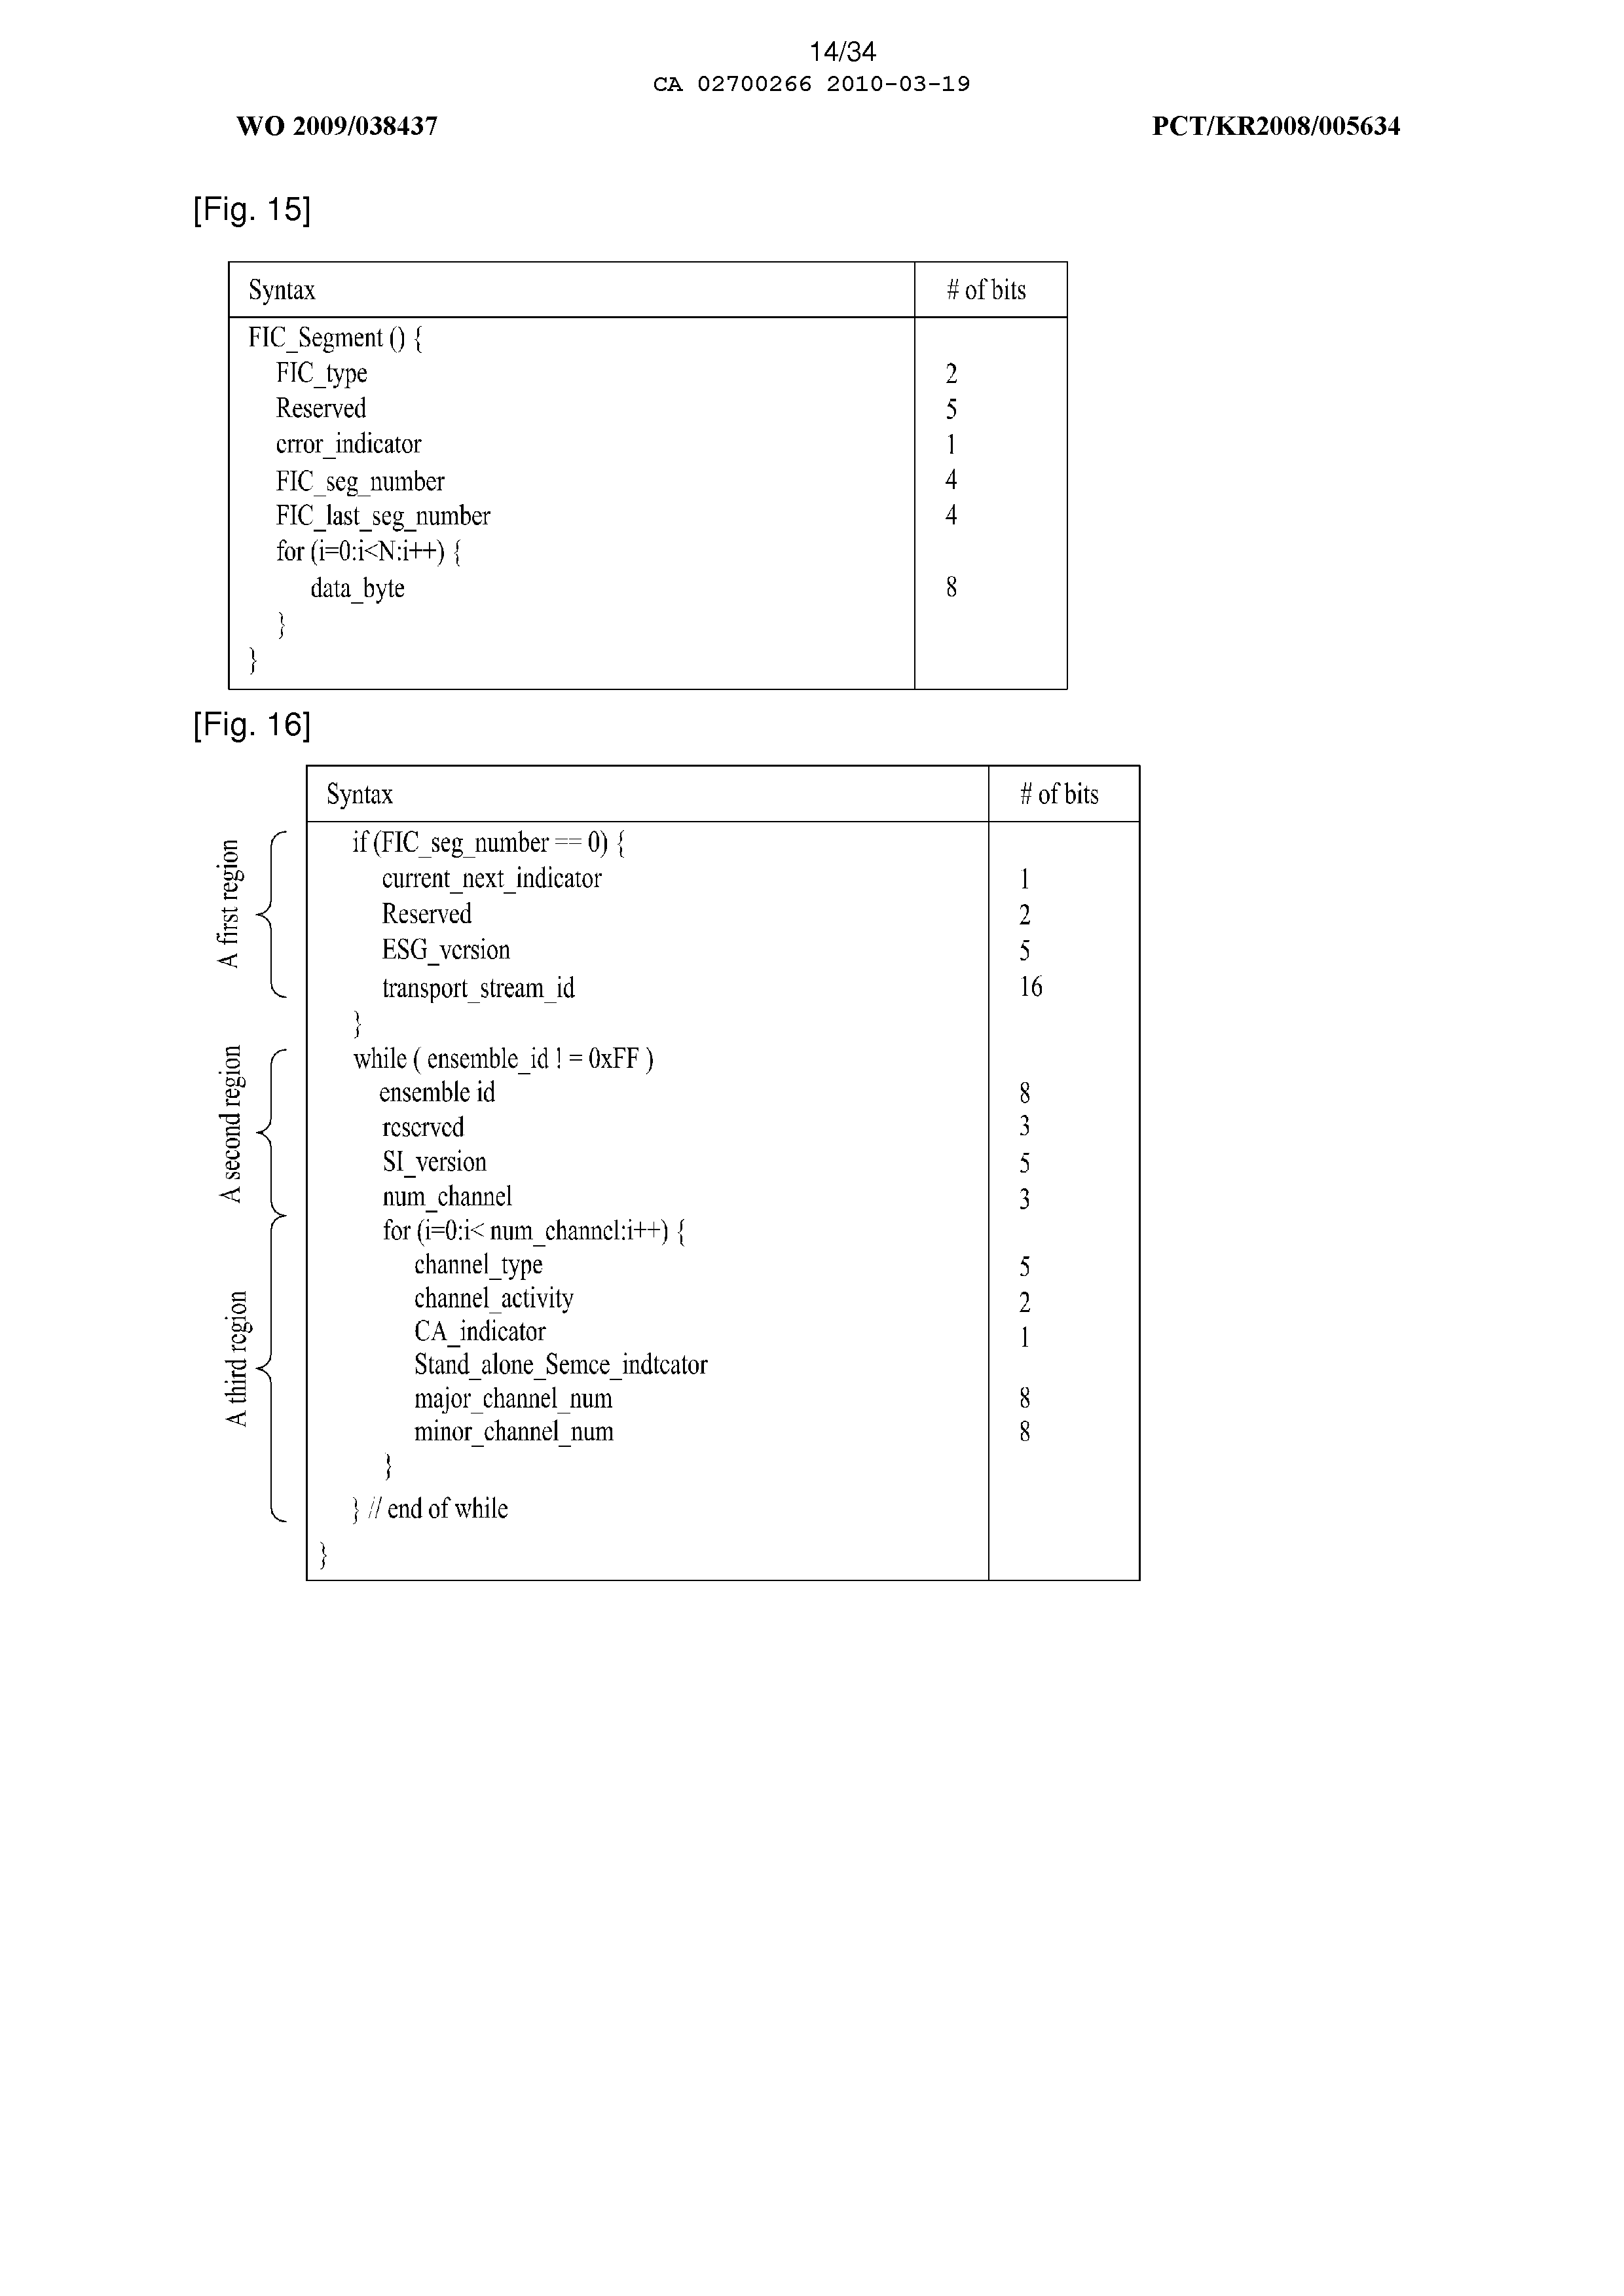 14/34
CA 02700266 2010-03-19
WO 2009/038437 PCT/KR2008/005634
[Fig. 15]
Syntax # of bits
FIC_Segment () {
FIC_type 2
Reserved 5
error_indicator 1
FIC_seg_number 4
FIC_last_seg_number 4
for (i=0:i<N:i++) {
data_byte 8
}
}
[Fig. 16]
Syntax # of bits
A first region
if (FIC_seg_number == 0) {
current_next_indicator 1
Reserved 2
ESG_version 5
transport_stream_id 16
}
A second region
while ( ensemble_id ! = 0xFF )
ensemble id 8
reserved 3
SI_version 5
num_channel 3
A third region
for (i=0:i< num_channel:i++) {
channel_type 5
channel_activity 2
CA_indicator 1
Stand_alone_Semce_indtcator
major_channel_num 8
minor_channel_num 8
}
} // end of while
}